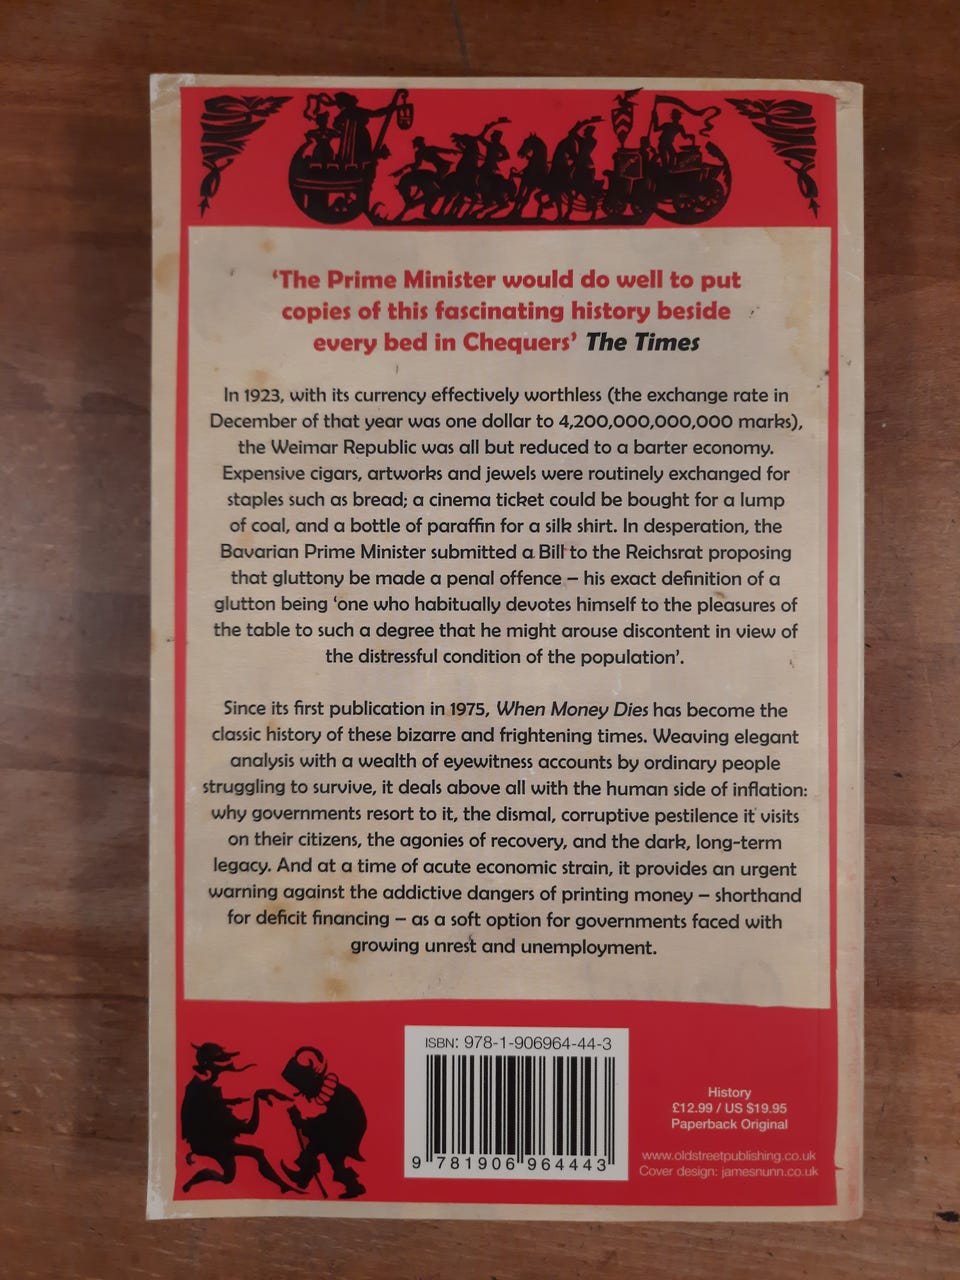 ‘The Prime Minister would do well to put
copies of this fascinating history beside
every bed in Chequers’ The Times
In 1923, with its currency effectively worthless (the exchange rate in
December of that year was one dollar to 4,200,000,000,000 marks),
the Weimar Republic was all but reduced to a barter economy.
Expensive cigars, artworks and jewels were routinely exchanged for
staples such as bread; a cinema ticket could be bought for a lump
of coal, and a bottle of paraffin for a silk shirt. In desperation, the
Bavarian Prime Minister submitted a Bill to the Reichsrat proposing
that gluttony be made a penal offence – his exact definition of a
glutton being ‘one who habitually devotes himself to the pleasures of
the table to such a degree that he might arouse discontent in view of
the distressful condition of the population’.
Since its first publication in 1975, When Money Dies has become the
classic history of these bizarre and frightening times. Weaving elegant
analysis with a wealth of eyewitness accounts by ordinary people
struggling to survive, it deals above all with the human side of inflation:
why governments resort to it, the dismal, corruptive pestilence it visits
on their citizens, the agonies of recovery, and the dark, long-term
legacy. And at a time of acute economic strain, it provides an urgent
warning against the addictive dangers of printing money – shorthand
for deficit financing – as a soft option for governments faced with
growing unrest and unemployment.
ISBN: 978-1-906964-44-3
9 781906 964443
History
£12.99 / US $19.95
Paperback Original
www.oldstreetpublishing.co.uk
Cover design: jamesnunn.co.uk